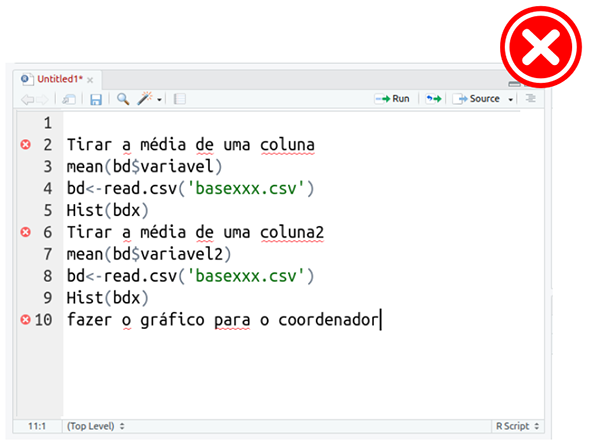 Untitled1*
Run
Source
1
2 Tirar a média de uma coluna
3 mean(bd$variavel)
4 bd<-read.csv('basexxx.csv')
5 Hist(bdx)
6 Tirar a média de uma coluna2
7 mean(bd$variavel2)
8 bd<-read.csv('basexxx.csv')
9 Hist(bdx)
10 fazer o gráfico para o coordenador
11:1 (Top Level) R Script